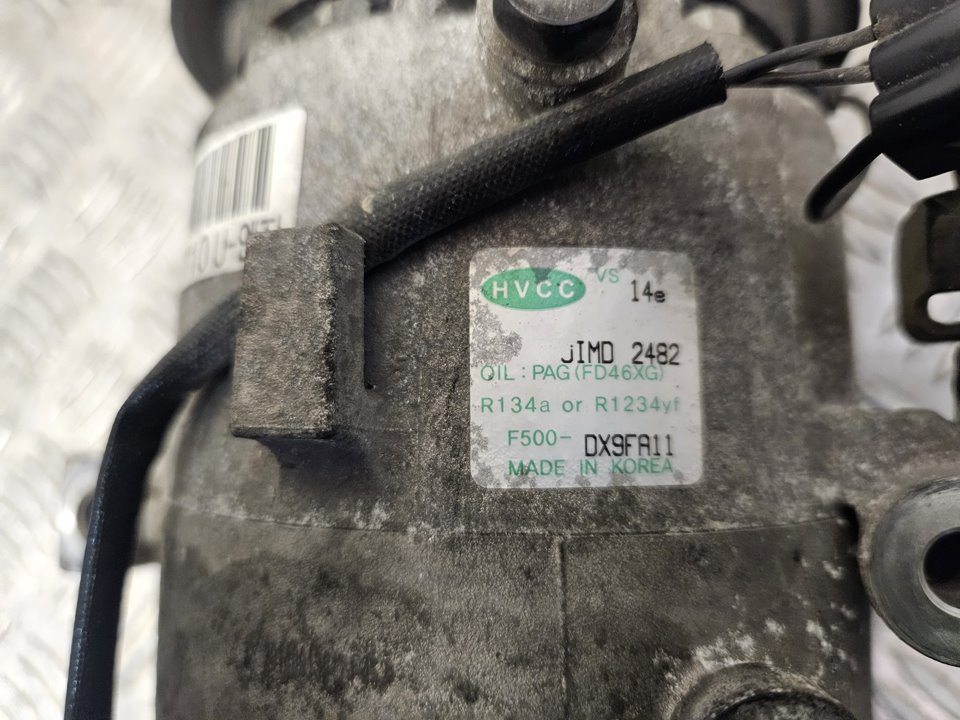 HVCC VS 14e
JIMD 2482
OIL : PAG (FD46XG)
R134a or R1234yf
F500- DX9FA11
MADE IN KOREA